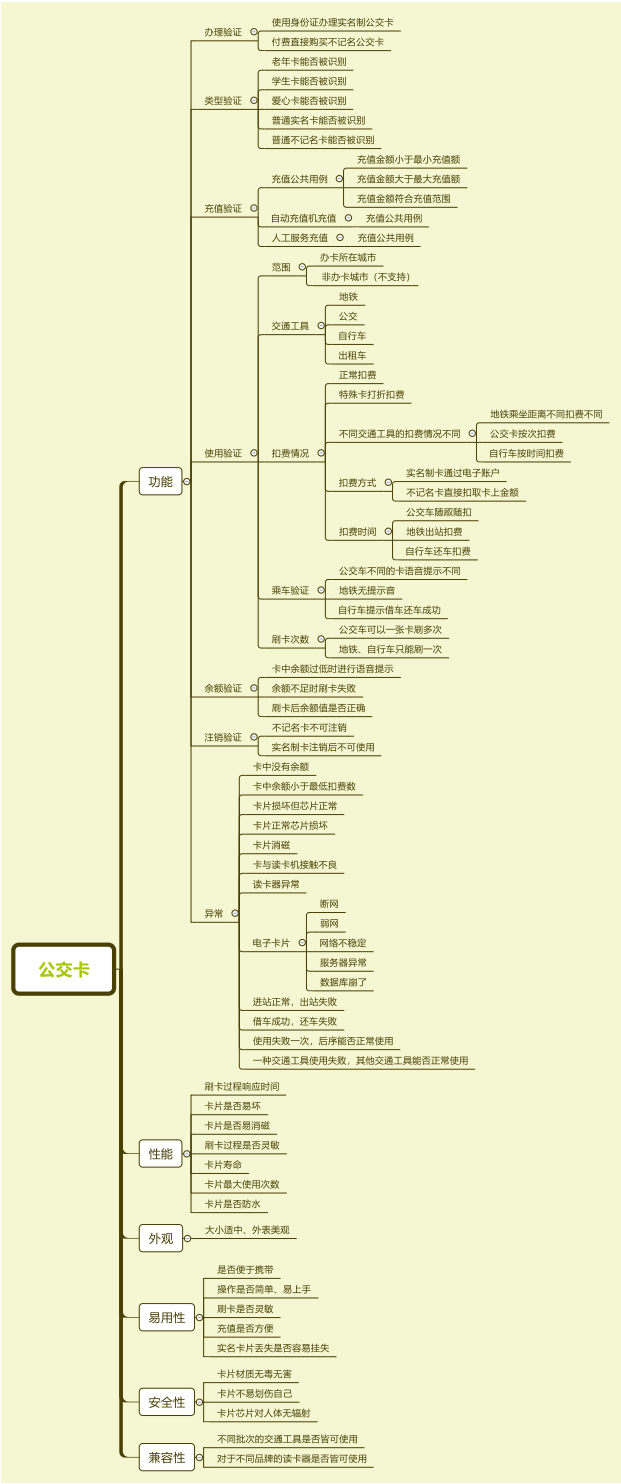 办理验证
使用身份证办理实名制公交卡
付费直接购买不记名公交卡
类型验证
老年卡能否被识别
学生卡能否被识别
爱心卡能否被识别
普通实名卡能否被识别
普通不记名卡能否被识别
充值验证
充值公共用例
充值金额小于最小充值额
充值金额大于最大充值额
充值金额符合充值范围
自动充值机充值
充值公共用例
人工服务充值
充值公共用例
使用验证
范围
办卡所在城市
非办卡城市（不支持）
交通工具
地铁
公交
自行车
出租车
扣费情况
正常扣费
特殊卡打折扣费
不同交通工具的扣费情况不同
地铁乘坐距离不同扣费不同
公交卡按次扣费
自行车按时间扣费
扣费方式
实名制卡通过电子账户
不记名卡直接扣取卡上金额
扣费时间
公交车随刷随扣
地铁出站扣费
自行车还车扣费
乘车验证
公交车不同的卡语音提示不同
地铁无提示音
自行车提示借车还车成功
刷卡次数
公交车可以一张卡刷多次
地铁、自行车只能刷一次
余额验证
卡中余额过低时进行语音提示
余额不足时刷卡失败
刷卡后余额值是否正确
注销验证
不记名卡不可注销
实名制卡注销后不可使用
异常
卡中没有余额
卡中余额小于最低扣费数
卡片损坏但芯片正常
卡片正常芯片损坏
卡片消磁
卡与读卡机接触不良
读卡器异常
电子卡片
断网
弱网
网络不稳定
服务器异常
数据库崩了
进站正常，出站失败
借车成功，还车失败
使用失败一次，后序能否正常使用
一种交通工具使用失败，其他交通工具能否正常使用
功能
公交卡
性能
刷卡过程响应时间
卡片是否易坏
卡片是否易消磁
刷卡过程是否灵敏
卡片寿命
卡片最大使用次数
卡片是否防水
外观
大小适中、外表美观
易用性
是否便于携带
操作是否简单、易上手
刷卡是否灵敏
充值是否方便
实名卡片丢失是否容易挂失
安全性
卡片材质无毒无害
卡片不易划伤自己
卡片芯片对人体无辐射
兼容性
不同批次的交通工具是否皆可使用
对于不同品牌的读卡器是否皆可使用